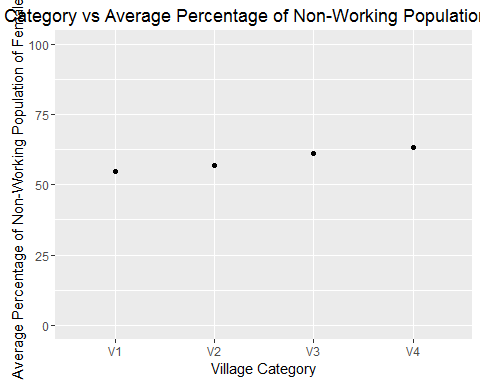 Category vs Average Percentage of Non-Working Population
Average Percentage of Non-Working Population of Female
100
75
50
25
0
V1 V2 V3 V4
Village Category